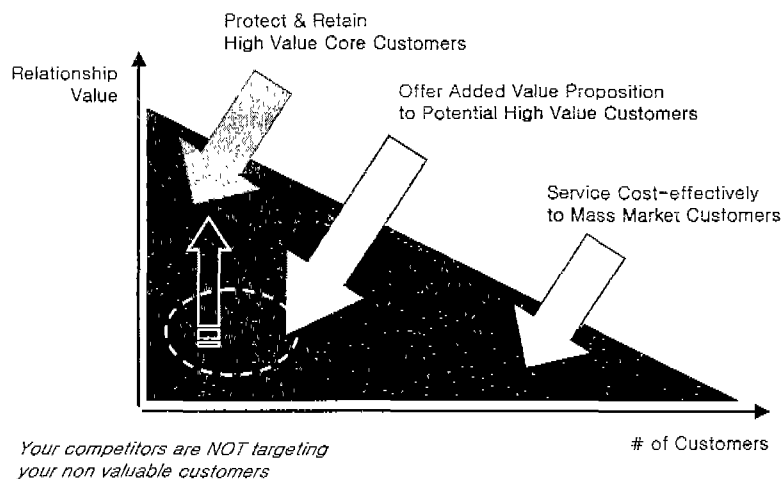 Protect & Retain
High Value Core Customers
Relationship
Value
Offer Added Value Proposition
to Potential High Value Customers
Service Cost-effectively
to Mass Market Customers
# of Customers
Your competitors are NOT targeting
your non valuable customers